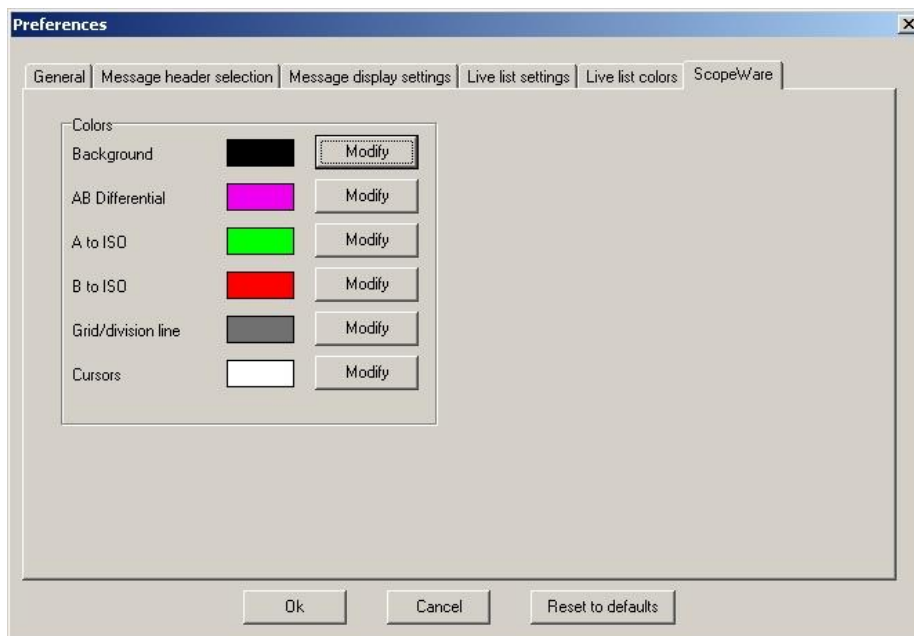 Preferences
General Message header selection Message display settings Live list settings Live list colors ScopeWare
Colors
Background Modify
AB Differential Modify
A to ISO Modify
B to ISO Modify
Grid/division line Modify
Cursors Modify
Ok Cancel Reset to defaults